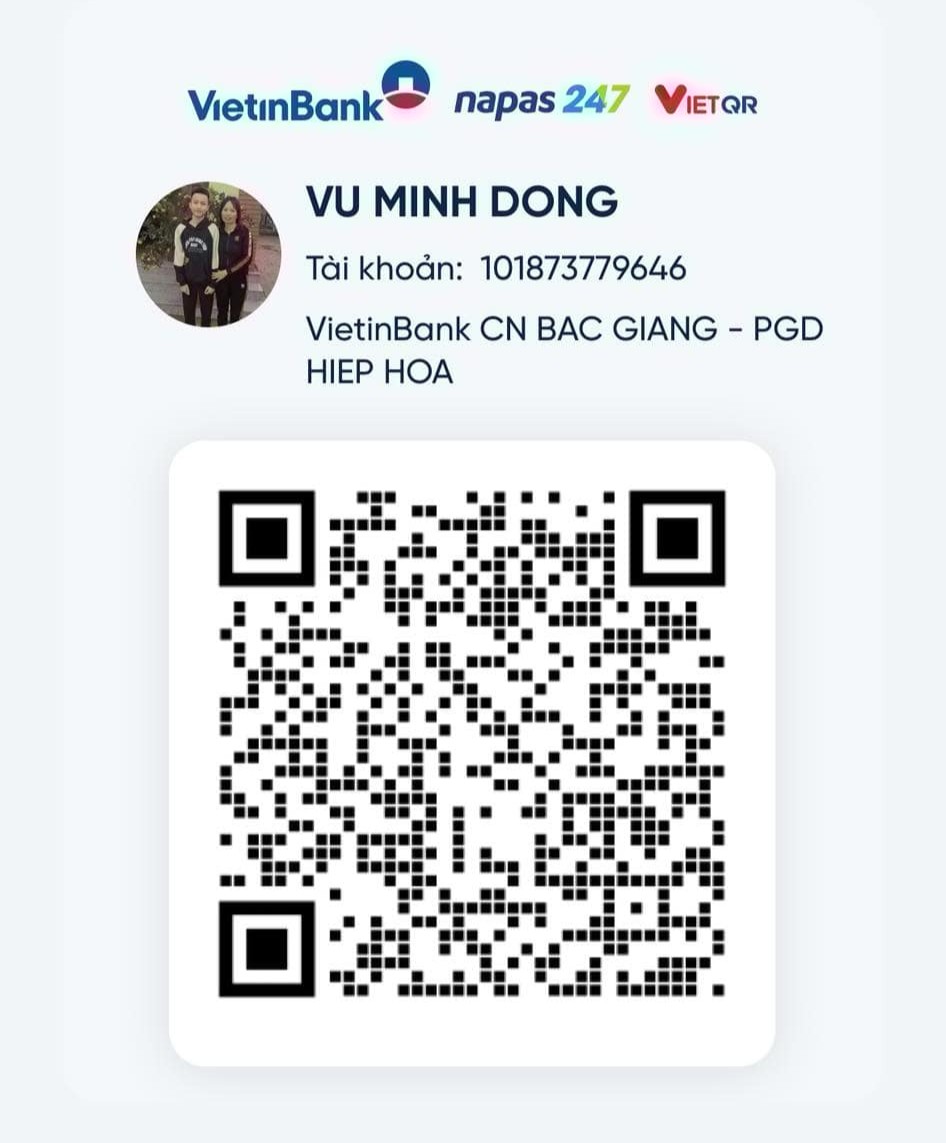 VIETINBank napas 247 VIETQR
VU MINH DONG
Tài khoản: 101873779646
VietinBank CN BAC GIANG - PGD
HIEP HOA